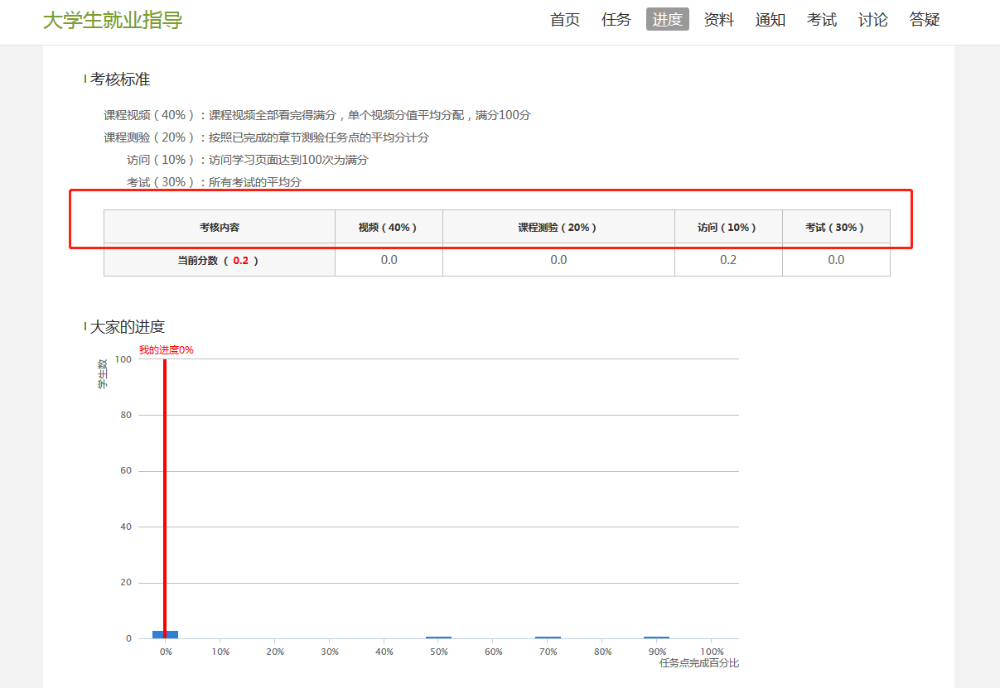 大学生就业指导
首页 任务 进度 资料 通知 考试 讨论 答疑
考核标准
课程视频（40%）：课程视频全部看完得满分，单个视频分值平均分配，满分100分
课程测验（20%）：按照已完成的章节测验任务点的平均分计分
访问（10%）：访问学习页面达到100次为满分
考试（30%）：所有考试的平均分
考核内容 视频（40%） 课程测验（20%） 访问（10%） 考试（30%）
当前分数（ 0.2 ） 0.0 0.0 0.2 0.0
大家的进度
我的进度0%
学生数
100
80
60
40
20
0
0% 10% 20% 30% 40% 50% 60% 70% 80% 90% 100%
任务点完成百分比